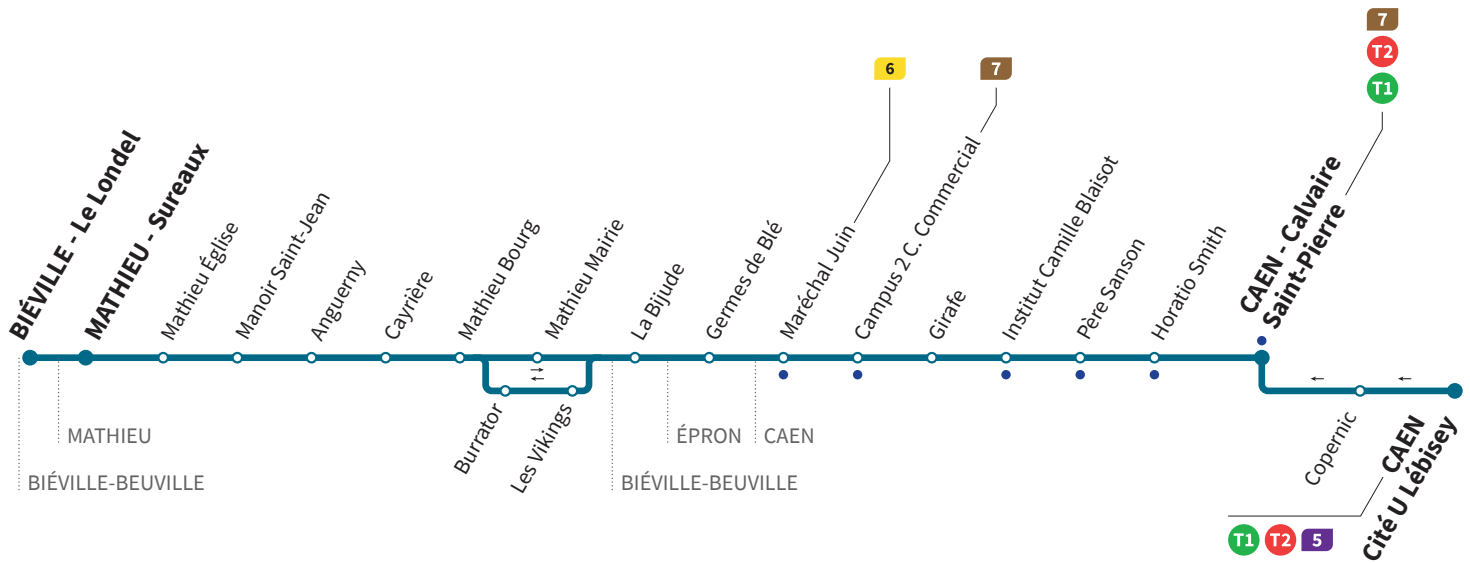 7
T2
T1
6
7
BIÉVILLE - Le Londel
MATHIEU - Sureaux
Mathieu Église
Manoir Saint-Jean
Anguerny
Cayrière
Mathieu Bourg
Mathieu Mairie
La Bijude
Germes de Blé
Maréchal Juin
Campus 2 C. Commercial
Girafe
Institut Camille Blaisot
Père Sanson
Horatio Smith
CAEN - Calvaire
Saint-Pierre
Burrator
Les Vikings
Copernic
CAEN
Cité U Lébisey
MATHIEU
ÉPRON
CAEN
BIÉVILLE-BEUVILLE
BIÉVILLE-BEUVILLE
T1 T2 5